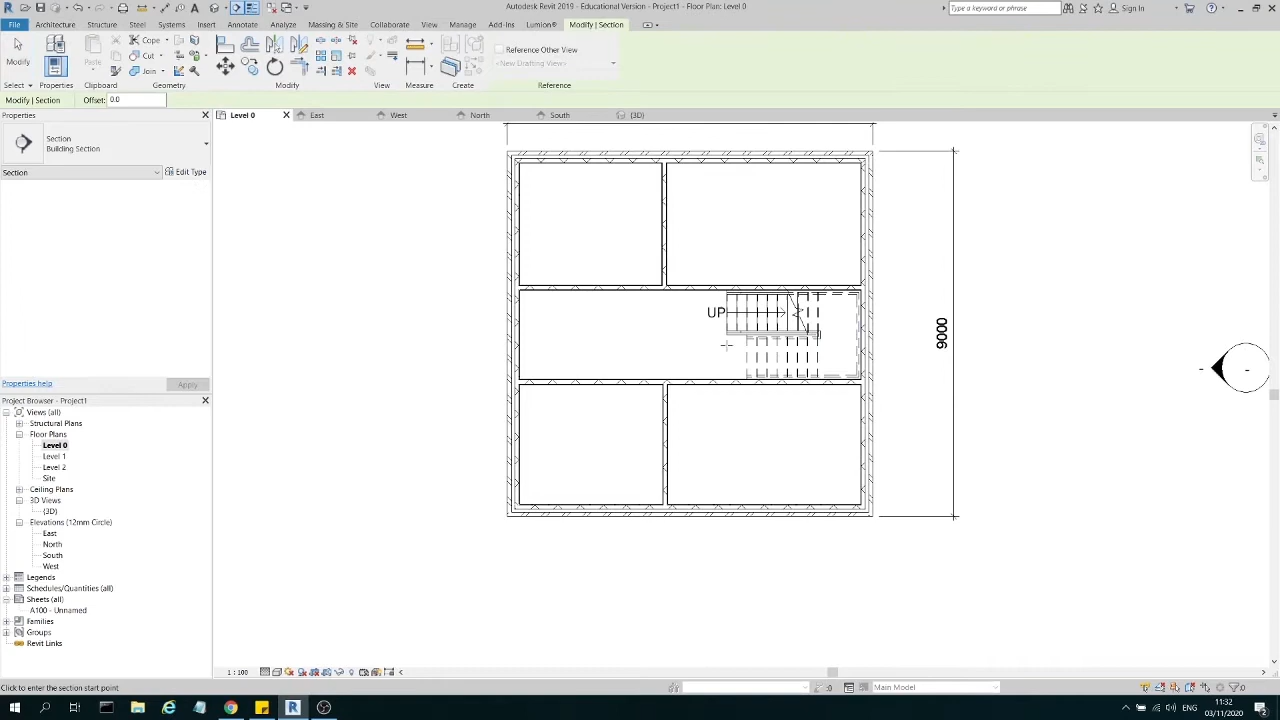 Autodesk Revit 2019 - Educational Version - Project1 - Floor Plan: Level 0
Type a keyword or phrase
Sign In
File
Architecture
Structure
Steel
Systems
Insert
Annotate
Analyze
Massing & Site
Collaborate
View
Manage
Add-Ins
Lumion®
Modify | Section
Modify
Paste
Cope
Cut
Join
Reference Other View
<New Drafting View>
Select
Properties
Clipboard
Geometry
Modify
View
Measure
Create
Reference
Modify | Section
Offset:
0.0
Properties
Level 0
East
West
North
South
{3D}
Section
Building Section
Section
Edit Type
UP
9000
-
-
Properties help
Apply
Project Browser - Project1
Views (all)
Structural Plans
Floor Plans
Level 0
Level 1
Level 2
Site
Ceiling Plans
3D Views
{3D}
Elevations (12mm Circle)
East
North
South
West
Legends
Schedules/Quantities (all)
Sheets (all)
A100 - Unnamed
Families
Groups
Revit Links
1 : 100
Click to enter the section start point
:0
Main Model
:0
11:32
03/11/2020
2